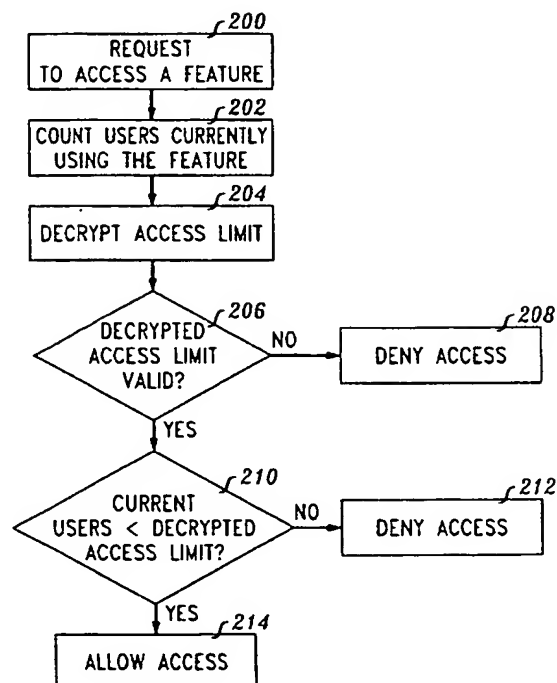 200
REQUEST
TO ACCESS A FEATURE
202
COUNT USERS CURRENTLY
USING THE FEATURE
204
DECRYPT ACCESS LIMIT
206
DECRYPTED
ACCESS LIMIT
VALID?
NO
208
DENY ACCESS
YES
210
CURRENT
USERS < DECRYPTED
ACCESS LIMIT?
NO
212
DENY ACCESS
YES
214
ALLOW ACCESS